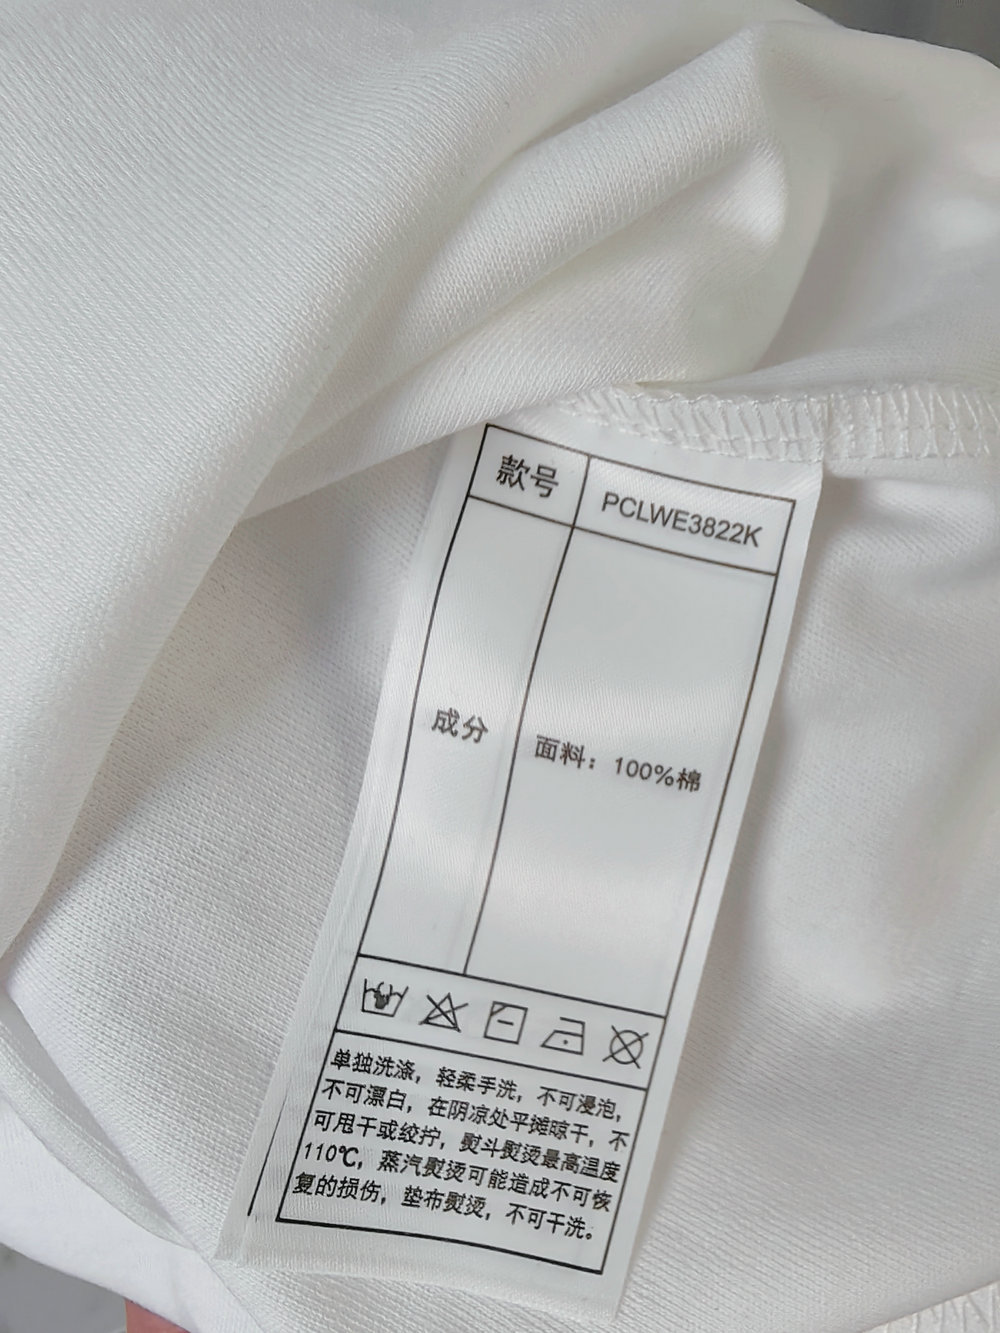 款号 PCLWE3822K
成分 面料：100%棉
单独洗涤，轻柔手洗，不可浸泡，
不可漂白，在阴凉处平摊晾干，不
可甩干或绞拧，熨斗熨烫最高温度
110℃，蒸汽熨烫可能造成不可恢
复的损伤，垫布熨烫，不可干洗。